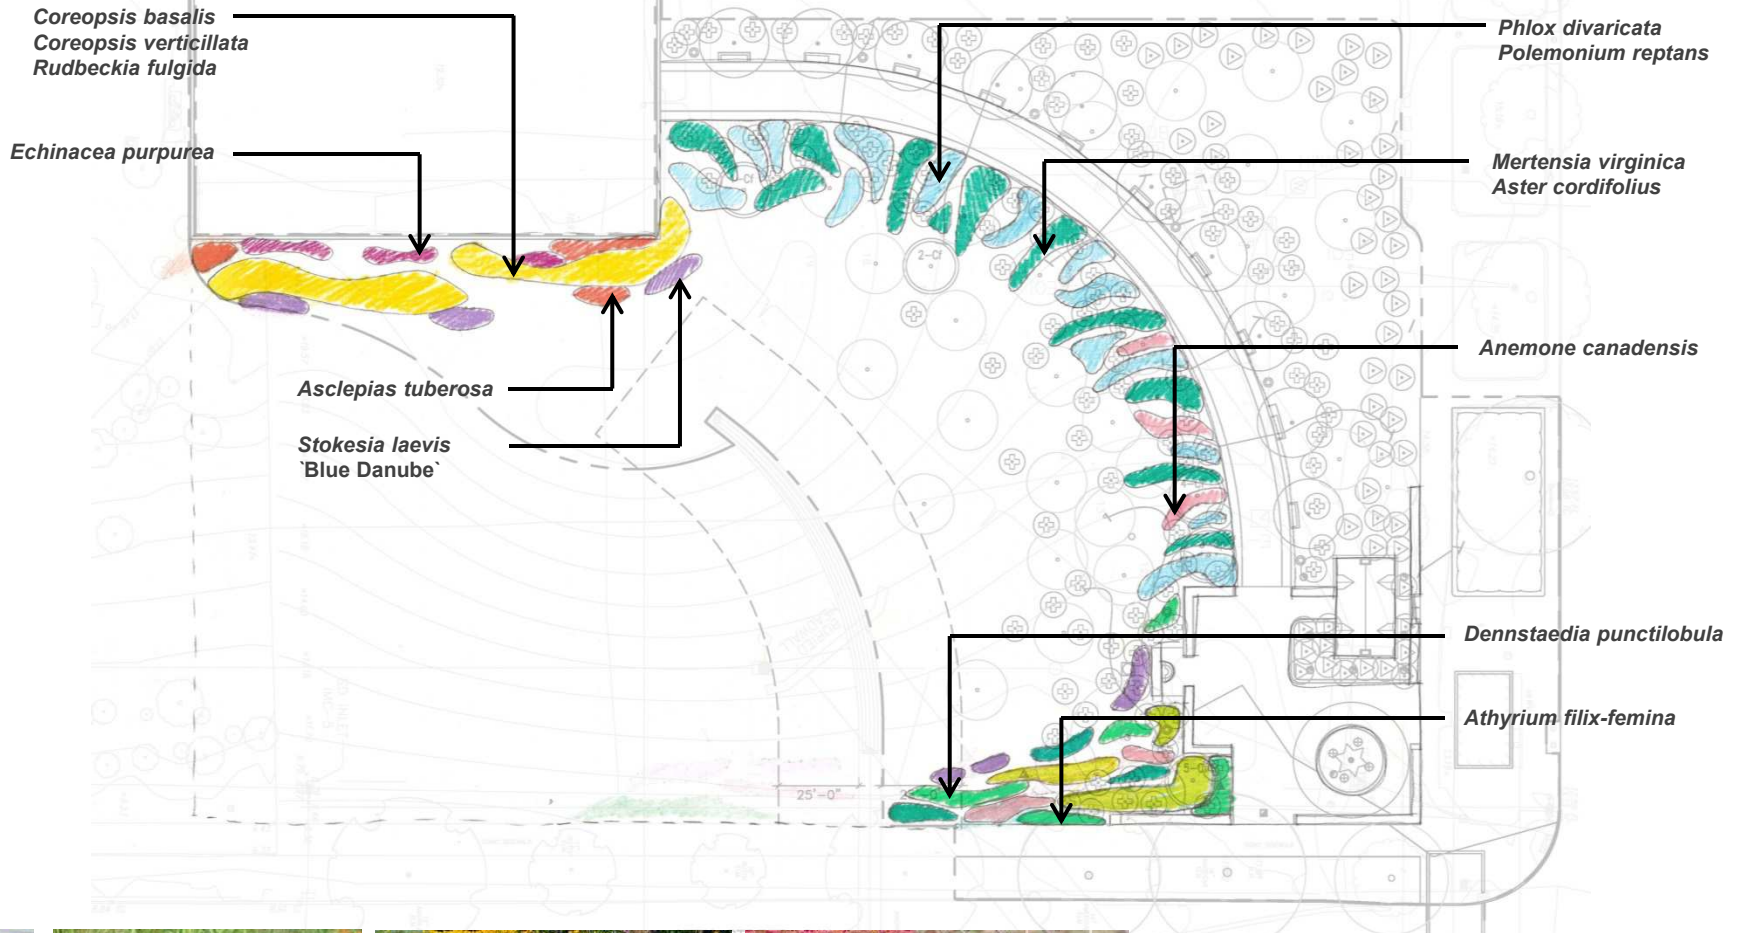 Coreopsis basalis
Coreopsis verticillata
Rudbeckia fulgida
Echinacea purpurea
Asclepias tuberosa
Stokesia laevis
`Blue Danube`
Phlox divaricata
Polemonium reptans
Mertensia virginica
Aster cordifolius
Anemone canadensis
Dennstaedia punctilobula
Athyrium filix-femina
2-Cf
25'-0"